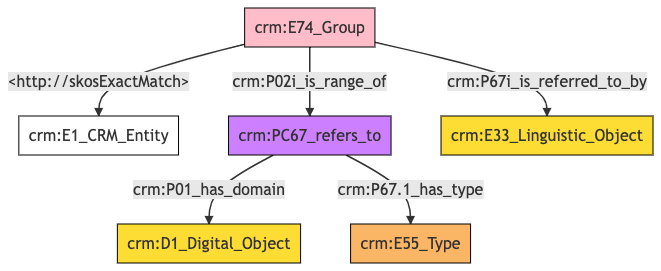 crm:E74_Group
<http://skosExactMatch>
crm:P02i_is_range_of
crm:P67i_is_referred_to_by
crm:E1_CRM_Entity
crm:PC67_refers_to
crm:E33_Linguistic_Object
crm:P01_has_domain
crm:P67.1_has_type
crm:D1_Digital_Object
crm:E55_Type